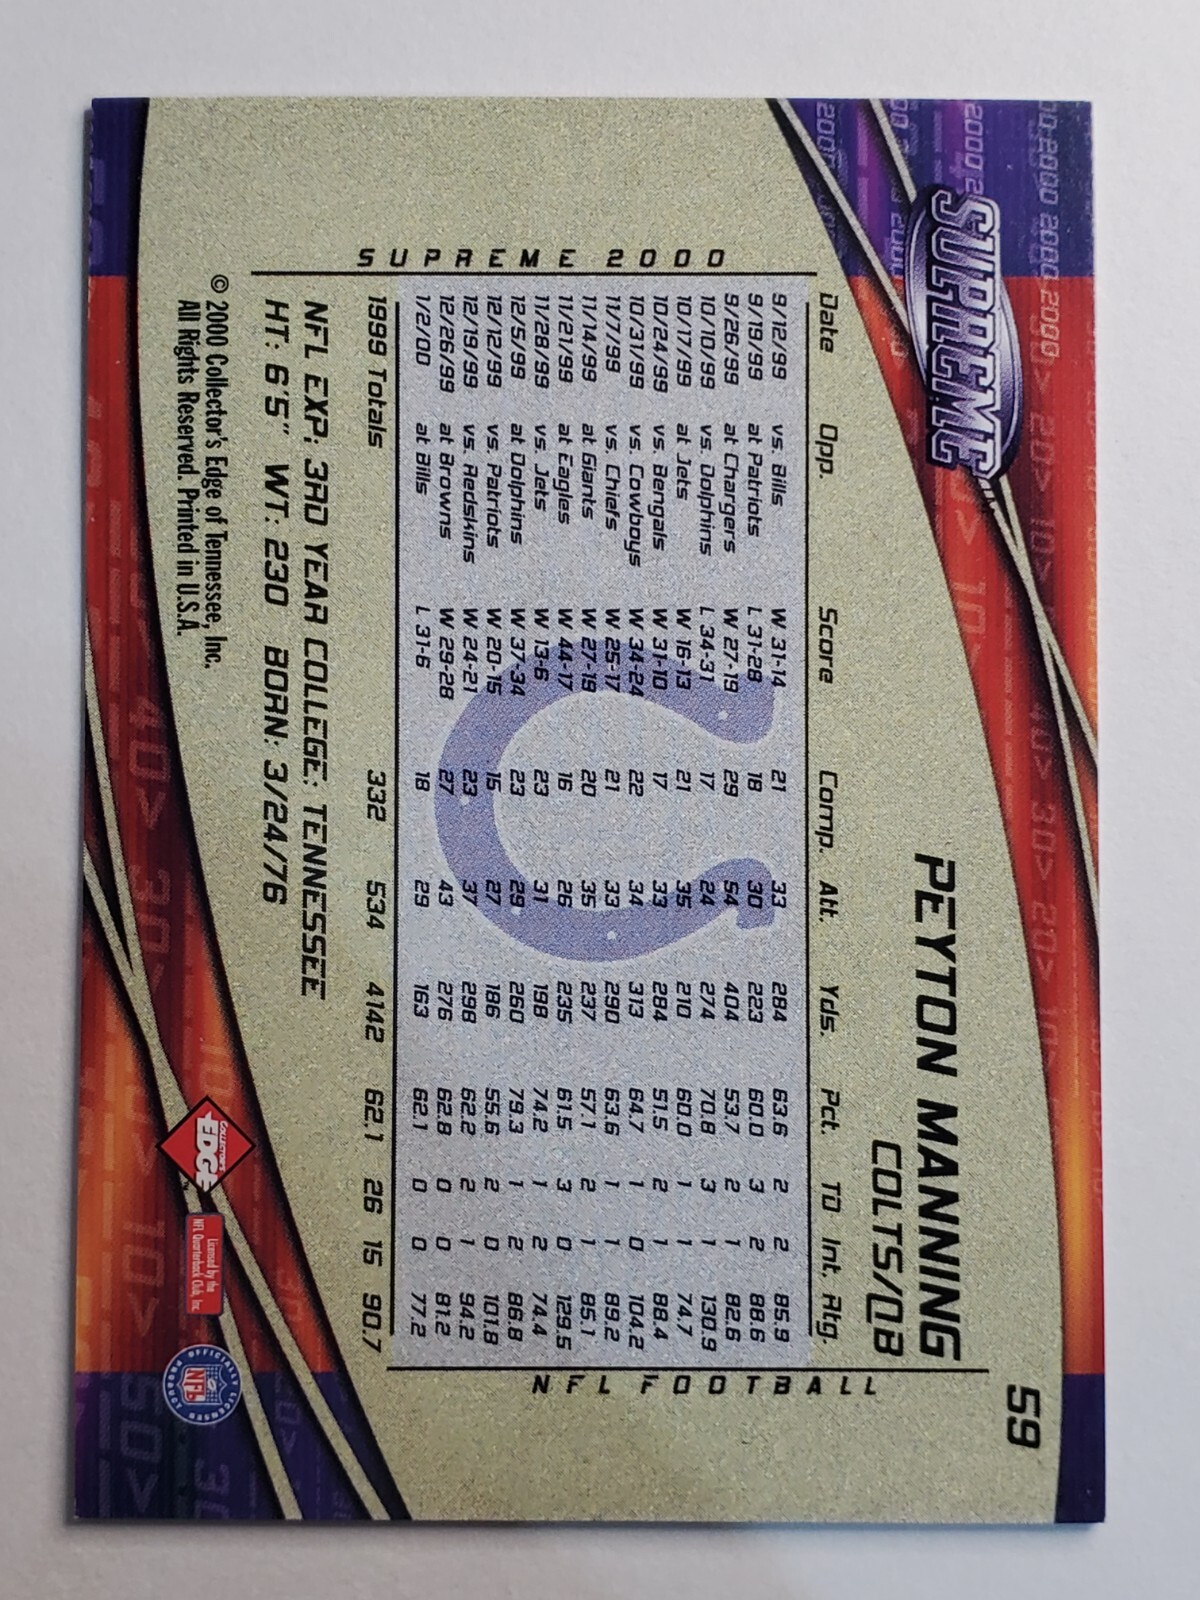 SUPREME
59
PEYTON MANNING
COLTS/QB
SUPREME 2000
NFL FOOTBALL
Date Opp. Score Comp. Att. Yds. Pct. TD Int. Rtg.
9/12/99 vs. Bills W 31-14 21 33 284 63.6 2 2 85.9
9/19/99 at Patriots L 31-28 18 30 223 60.0 3 2 88.6
9/26/99 at Chargers W 27-19 29 54 404 53.7 2 1 82.6
10/10/99 vs. Dolphins L 34-31 17 24 274 70.8 3 1 130.9
10/17/99 at Jets W 16-13 21 35 210 60.0 1 1 74.7
10/24/99 vs. Bengals W 31-10 17 33 284 51.5 2 1 88.4
10/31/99 vs. Cowboys W 34-24 22 34 313 64.7 1 0 104.2
11/7/99 vs. Chiefs W 25-17 21 33 290 63.6 1 1 89.2
11/14/99 at Giants W 27-19 20 35 237 57.1 2 1 85.1
11/21/99 at Eagles W 44-17 16 26 235 61.5 3 0 129.5
11/28/99 vs. Jets W 13-6 23 31 198 74.2 1 2 74.4
12/5/99 at Dolphins W 37-34 23 29 260 79.3 1 2 86.8
12/12/99 vs. Patriots W 20-15 15 27 186 55.6 2 0 101.8
12/19/99 vs. Redskins W 24-21 23 37 298 62.2 2 1 94.2
12/26/99 at Browns W 29-28 27 43 276 62.8 0 0 81.2
1/2/00 at Bills L 31-6 18 29 163 62.1 0 0 77.2
1999 Totals 332 534 4142 62.1 26 15 90.7
NFL EXP: 3RD YEAR COLLEGE: TENNESSEE
HT: 6'5" WT: 230 BORN: 3/24/76
© 2000 Collector's Edge of Tennessee, Inc.
All Rights Reserved. Printed in U.S.A.
COLLECTOR'S
EDGE
Licensed by the
NFL Quarterback Club, Inc.
OFFICIALLY LICENSED PRODUCT
NFL